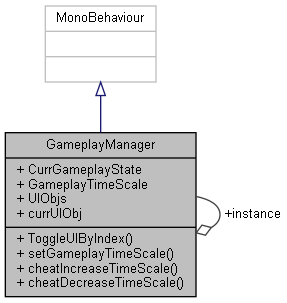 MonoBehaviour
GameplayManager
+ CurrGameplayState
+ GameplayTimeScale
+ UIObjs
+ currUIObj
+instance
+ ToggleUIByIndex()
+ setGameplayTimeScale()
+ cheatIncreaseTimeScale()
+ cheatDecreaseTimeScale()